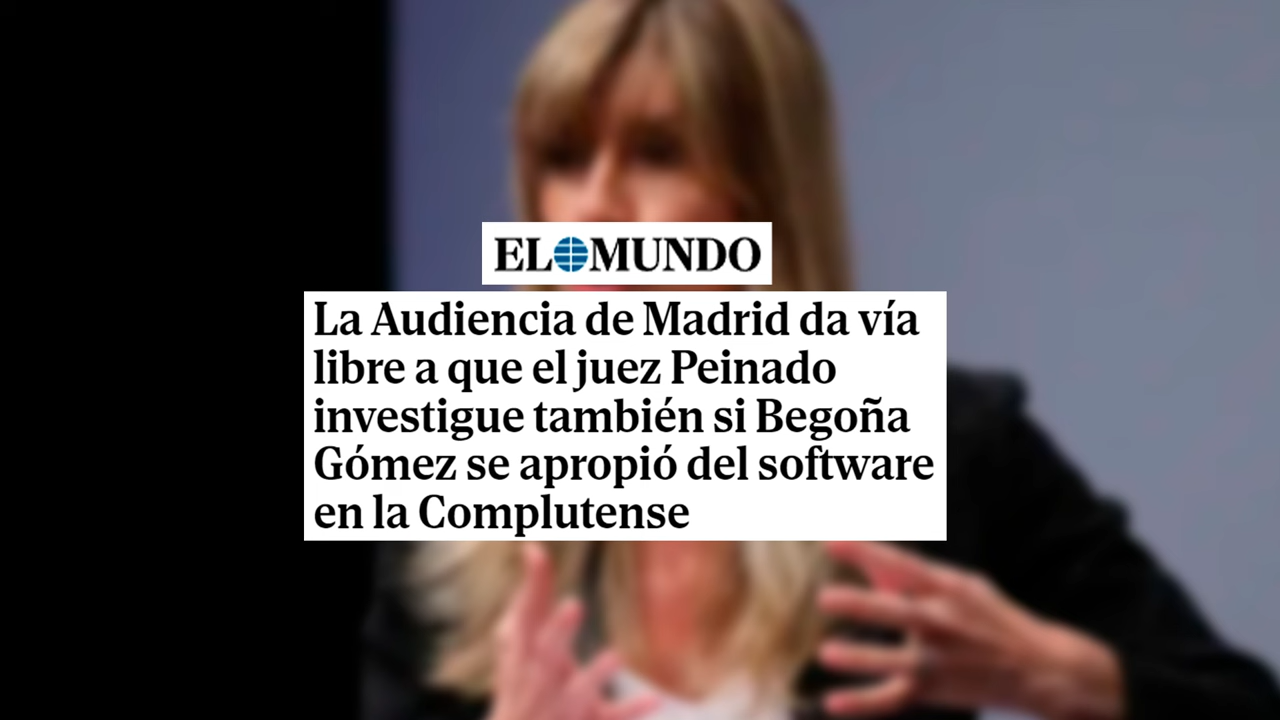 EL MUNDO
La Audiencia de Madrid da vía
libre a que el juez Peinado
investigue también si Begoña
Gómez se apropió del software
en la Complutense